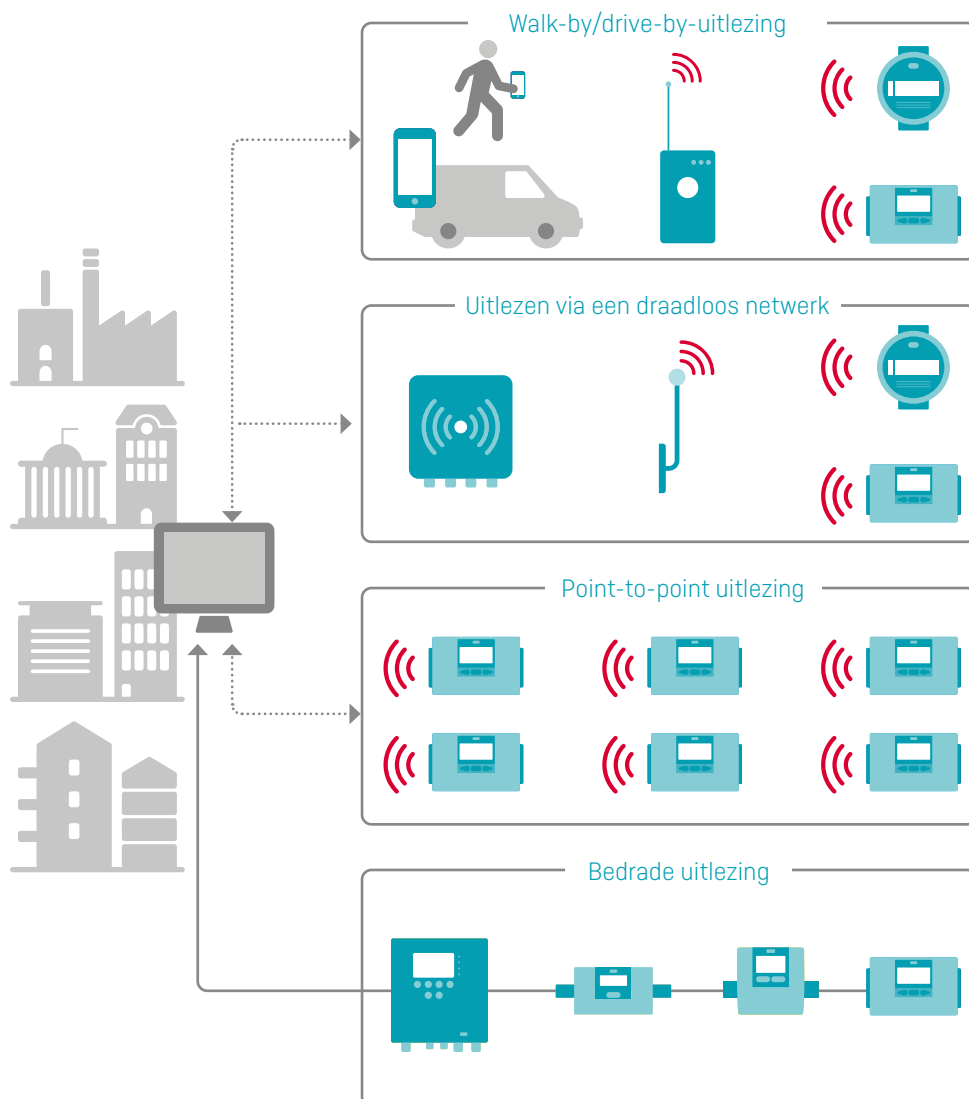 Walk-by/drive-by-uitlezing
Uitlezen via een draadloos netwerk
Point-to-point uitlezing
Bedrade uitlezing